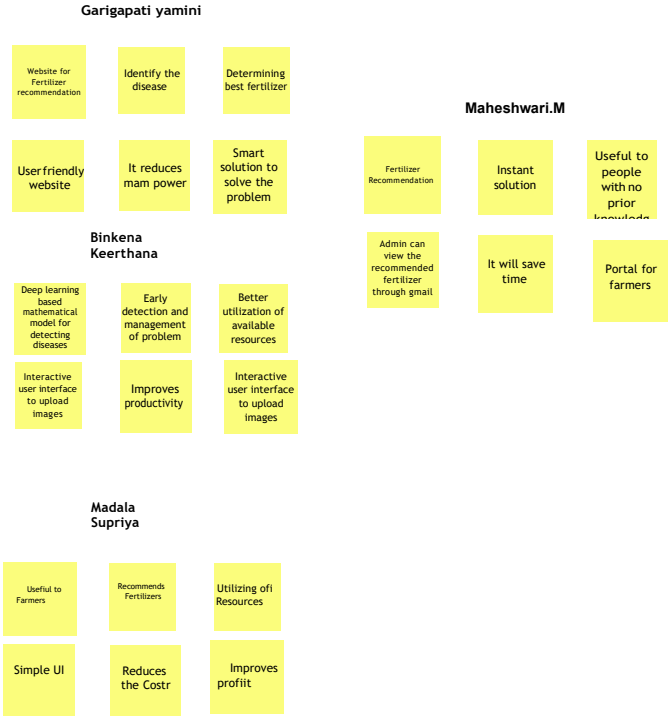 Garigapati yamini
Website for
Fertilizer
recommendation
Identify the
disease
Determining
best fertilizer
User friendly
website
It reduces
mam power
Smart
solution to
solve the
problem
Maheshwari.M
Fertilizer
Recommendation
Instant
solution
Useful to
people
with no
prior
knowledg
Admin can
view the
recommended
fertilizer
through gmail
It will save
time
Portal for
farmers
Binkena
Keerthana
Deep learning
based
mathematical
model for
detecting
diseases
Early
detection and
management
of problem
Better
utilization of
available
resources
Interactive
user interface
to upload
images
Improves
productivity
Interactive
user interface
to upload
images
Madala
Supriya
Usefiul to
Farmers
Recommends
Fertilizers
Utilizing ofi
Resources
Simple UI
Reduces
the Costr
Improves
profiit